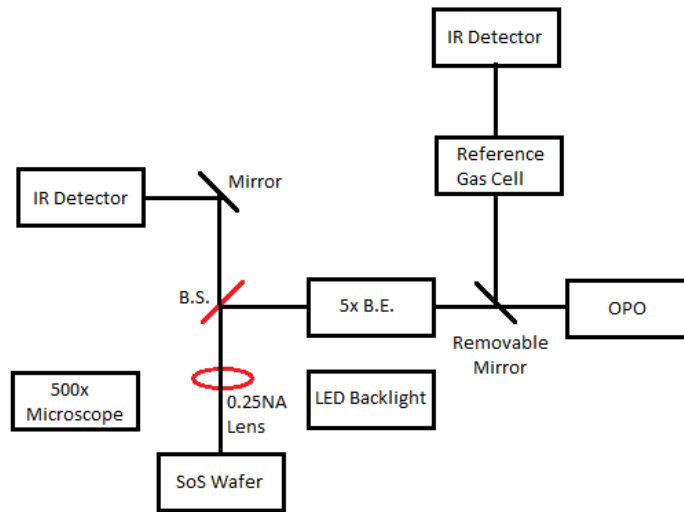 IR Detector
Reference
Gas Cell
IR Detector
Mirror
B.S.
5x B.E.
OPO
Removable
Mirror
500x
Microscope
0.25NA
Lens
LED Backlight
SoS Wafer